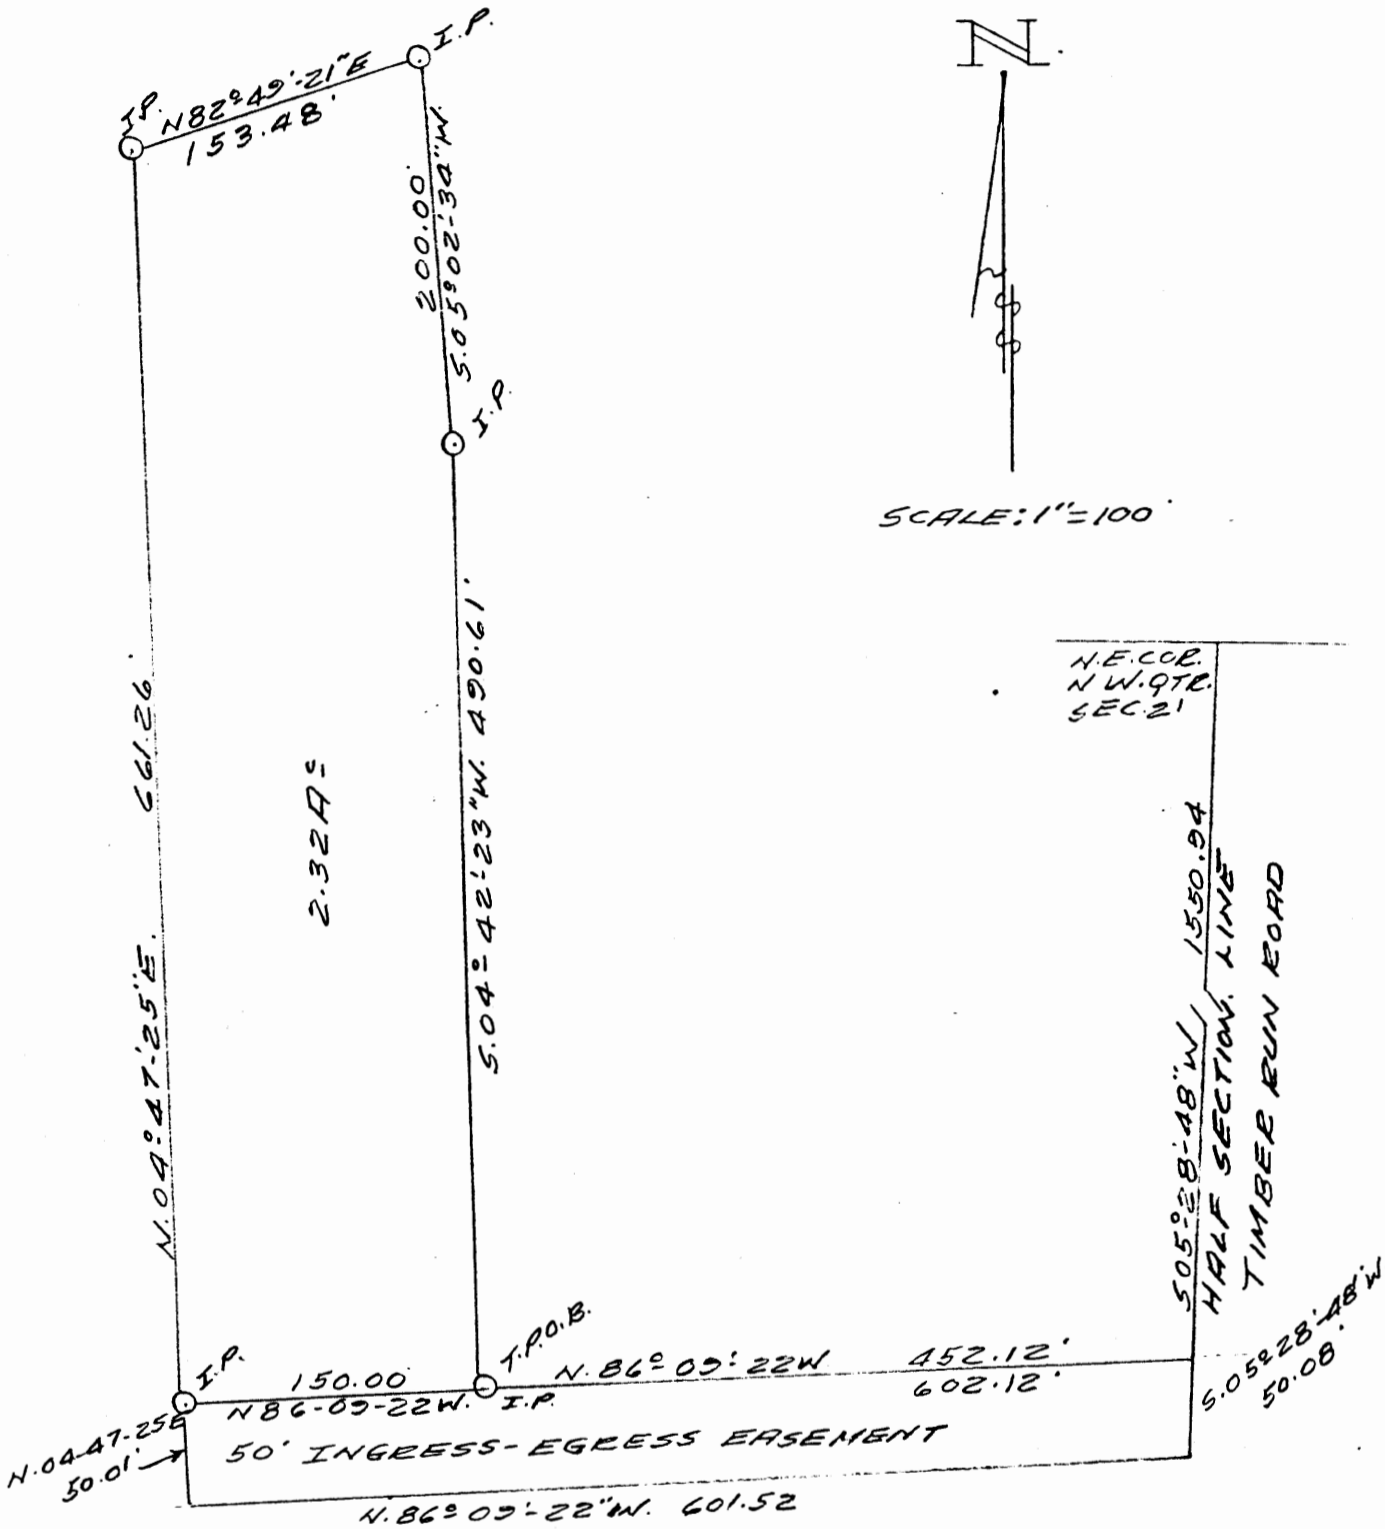 N
I.P.
I.P.
N82°49'-21"E
153.48'
200.00'
S.05°02'-34"W.
I.P.
SCALE: 1"=100'
N.E. COR.
N W. QTR.
SEC. 21
661.26
N.04°47'-25"E.
2.32 Ac
S.04°-42'-23"W. 490.61'
S05°-28'-48"W 1550.94
HALF SECTION LINE
TIMBER RUN ROAD
S.05°28'-48"W
50.08'
I.P.
150.00'
N86-09-22W.
T.P.O.B.
I.P.
N.86°-09'-22W 452.12'
602.12'
N.04-47-25E
50.01'
50' INGRESS-EGRESS EASEMENT
N.86°09'-22"W. 601.52